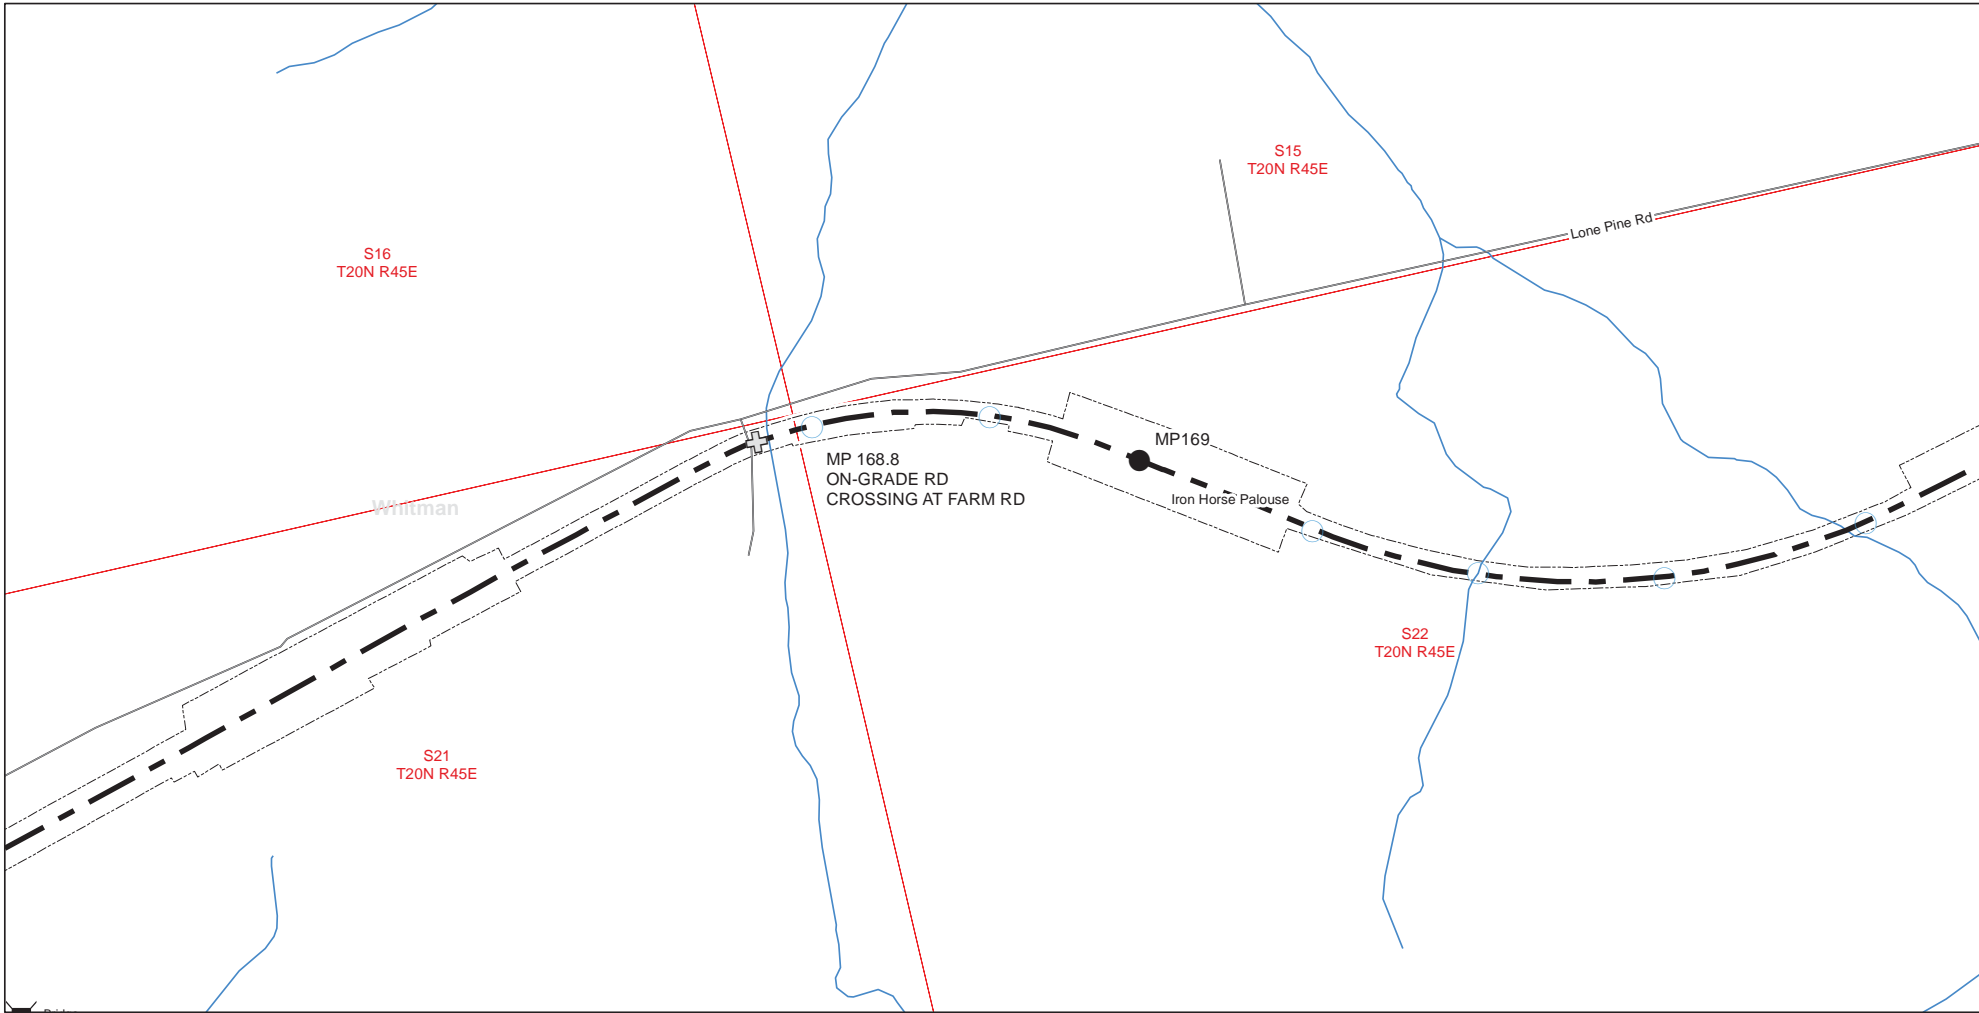 S15
T20N R45E
Lone Pine Rd
S16
T20N R45E
MP169
MP 168.8
ON-GRADE RD
CROSSING AT FARM RD
Iron Horse Palouse
Whitman
S22
T20N R45E
S21
T20N R45E